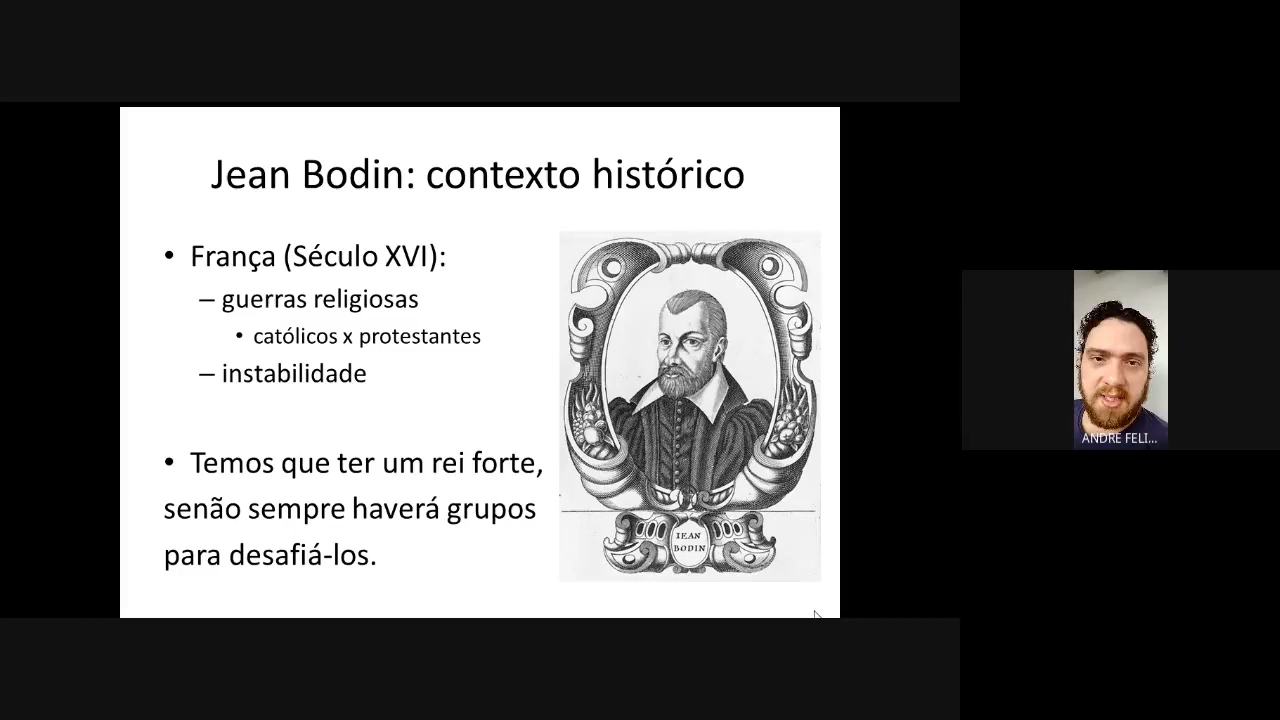 Jean Bodin: contexto histórico
• França (Século XVI):
– guerras religiosas
• católicos x protestantes
– instabilidade
• Temos que ter um rei forte,
senão sempre haverá grupos
para desafiá-los.
IEAN
BODIN
ANDRE FELI...